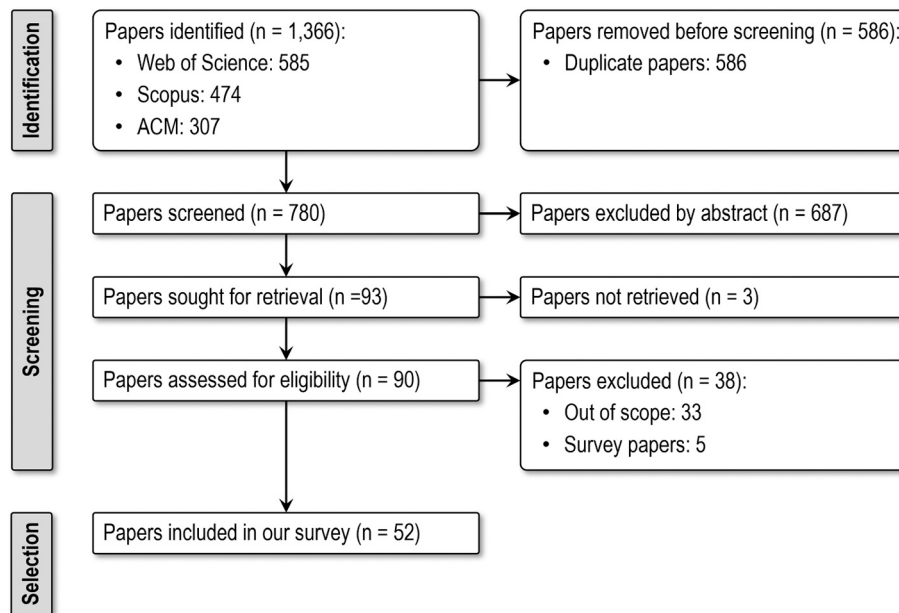 Identification
Papers identified (n = 1,366):
• Web of Science: 585
• Scopus: 474
• ACM: 307
Papers removed before screening (n = 586):
• Duplicate papers: 586
Screening
Papers screened (n = 780)
Papers excluded by abstract (n = 687)
Papers sought for retrieval (n =93)
Papers not retrieved (n = 3)
Papers assessed for eligibility (n = 90)
Papers excluded (n = 38):
• Out of scope: 33
• Survey papers: 5
Selection
Papers included in our survey (n = 52)